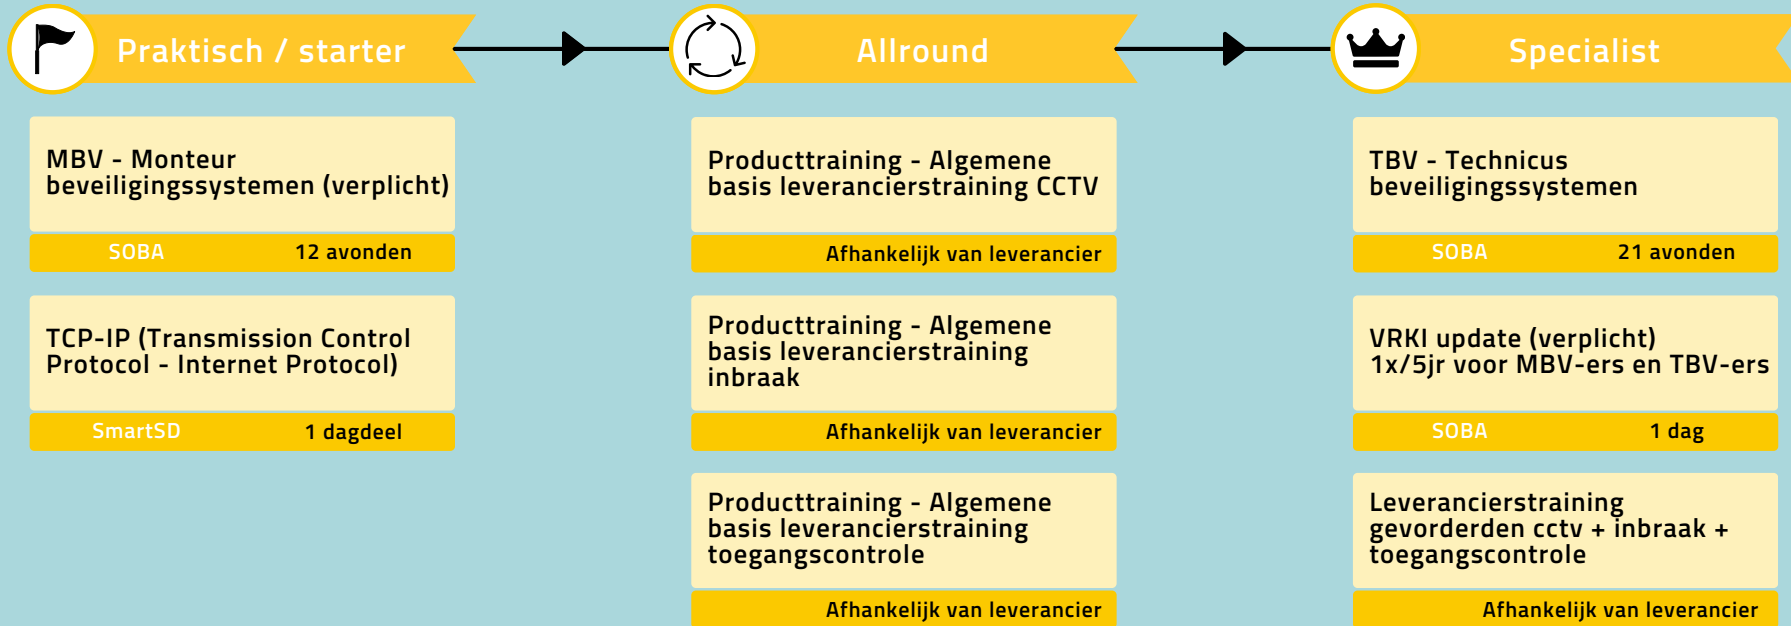 Praktisch / starter
MBV - Monteur
beveiligingssystemen (verplicht)
SOBA 12 avonden
TCP-IP (Transmission Control
Protocol - Internet Protocol)
SmartSD 1 dagdeel
Allround
Producttraining - Algemene
basis leverancierstraining CCTV
Afhankelijk van leverancier
Producttraining - Algemene
basis leverancierstraining
inbraak
Afhankelijk van leverancier
Producttraining - Algemene
basis leverancierstraining
toegangscontrole
Afhankelijk van leverancier
Specialist
TBV - Technicus
beveiligingssystemen
SOBA 21 avonden
VRKI update (verplicht)
1x/5jr voor MBV-ers en TBV-ers
SOBA 1 dag
Leverancierstraining
gevorderden cctv + inbraak +
toegangscontrole
Afhankelijk van leverancier